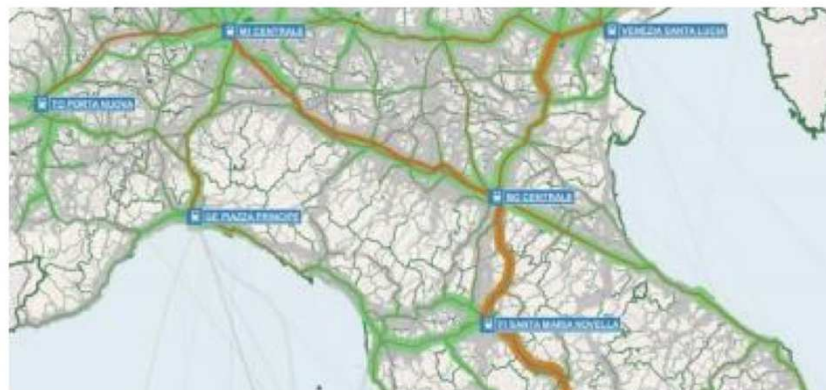 MI CENTRALE
VENEZIA SANTA LUCIA
TO PORTA NUOVA
BO CENTRALE
GE PIAZZA PRINCIPE
FI SANTA MARIA NOVELLA